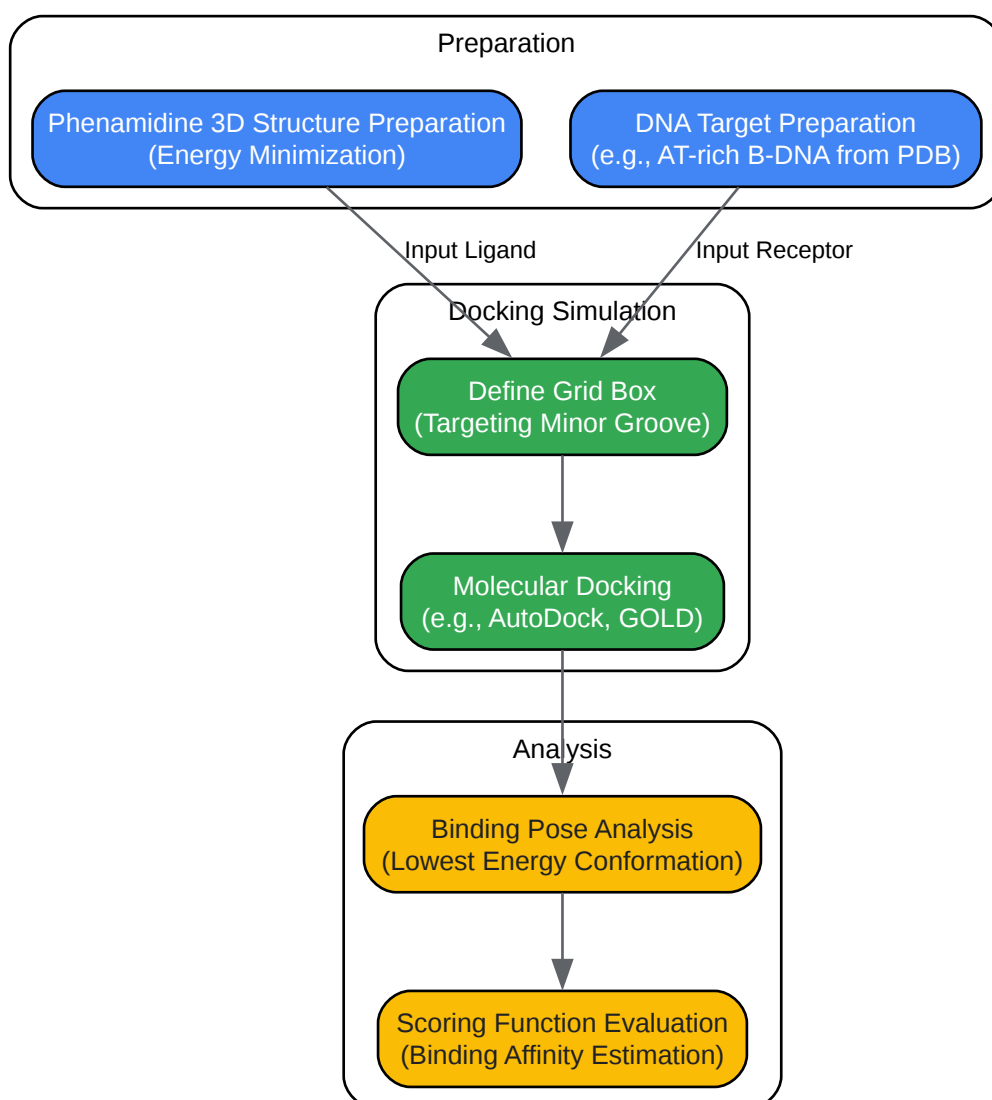 Preparation
Phenamidine 3D Structure Preparation
(Energy Minimization)
DNA Target Preparation
(e.g., AT-rich B-DNA from PDB)
Input Ligand
Input Receptor
Docking Simulation
Define Grid Box
(Targeting Minor Groove)
Molecular Docking
(e.g., AutoDock, GOLD)
Analysis
Binding Pose Analysis
(Lowest Energy Conformation)
Scoring Function Evaluation
(Binding Affinity Estimation)